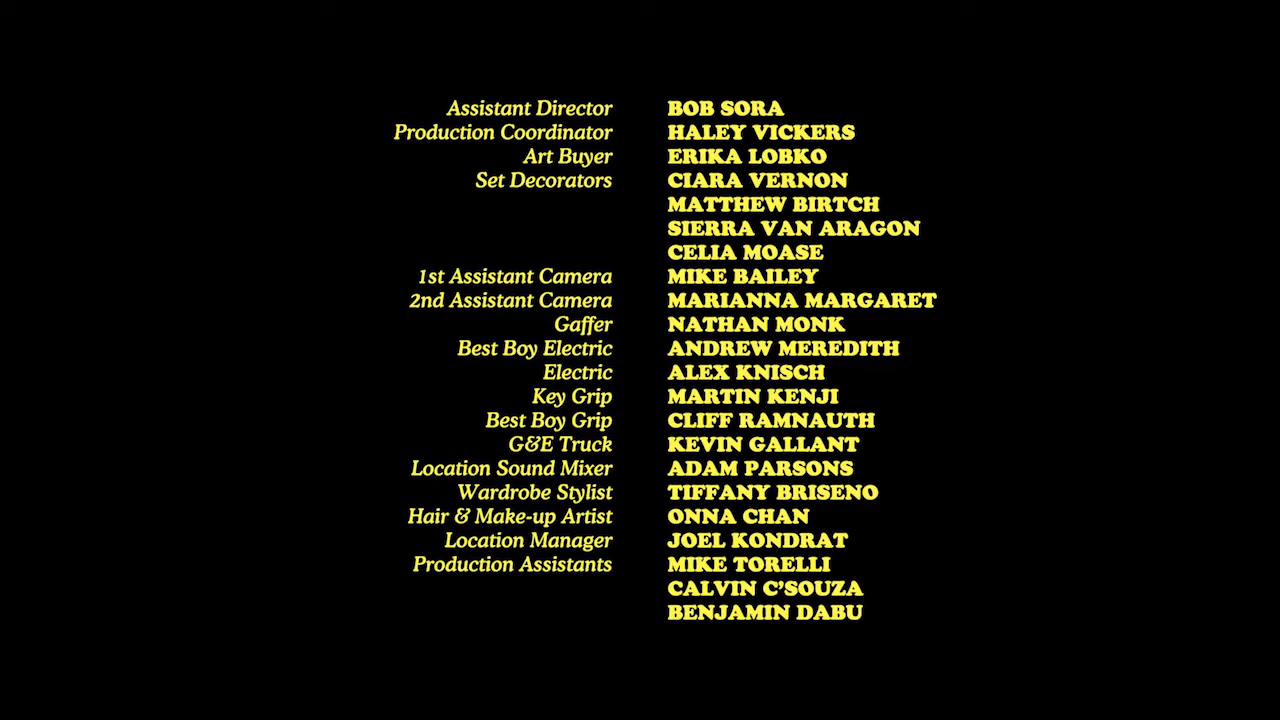 Assistant Director BOB SORA
Production Coordinator HALEY VICKERS
Art Buyer ERIKA LOBKO
Set Decorators CIARA VERNON
MATTHEW BIRTCH
SIERRA VAN ARAGON
CELIA MOASE
1st Assistant Camera MIKE BAILEY
2nd Assistant Camera MARIANNA MARGARET
Gaffer NATHAN MONK
Best Boy Electric ANDREW MEREDITH
Electric ALEX KNISCH
Key Grip MARTIN KENJI
Best Boy Grip CLIFF RAMNAUTH
G&E Truck KEVIN GALLANT
Location Sound Mixer ADAM PARSONS
Wardrobe Stylist TIFFANY BRISENO
Hair & Make-up Artist ONNA CHAN
Location Manager JOEL KONDRAT
Production Assistants MIKE TORELLI
CALVIN C’SOUZA
BENJAMIN DABU